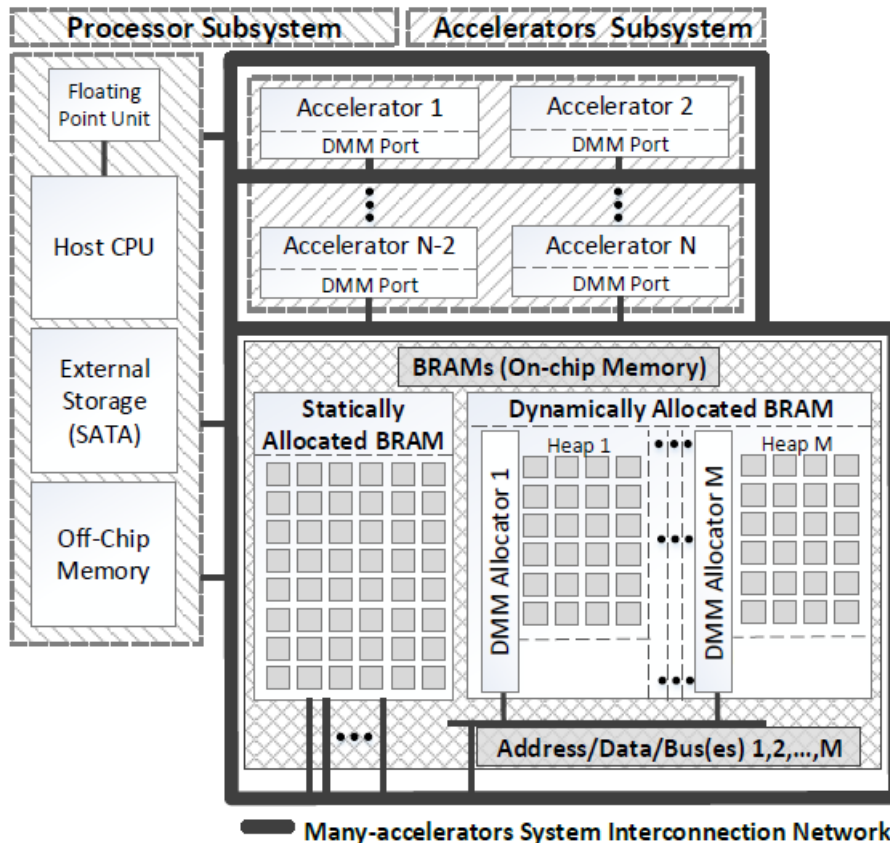 Processor Subsystem
Accelerators Subsystem
Floating
Point Unit
Host CPU
External
Storage
(SATA)
Off-Chip
Memory
Accelerator 1
DMM Port
Accelerator 2
DMM Port
Accelerator N-2
DMM Port
Accelerator N
DMM Port
BRAMs (On-chip Memory)
Statically
Allocated BRAM
Dynamically Allocated BRAM
DMM Allocator 1
Heap 1
DMM Allocator M
Heap M
Address/Data/Bus(es) 1,2,...,M
Many-accelerators System Interconnection Network